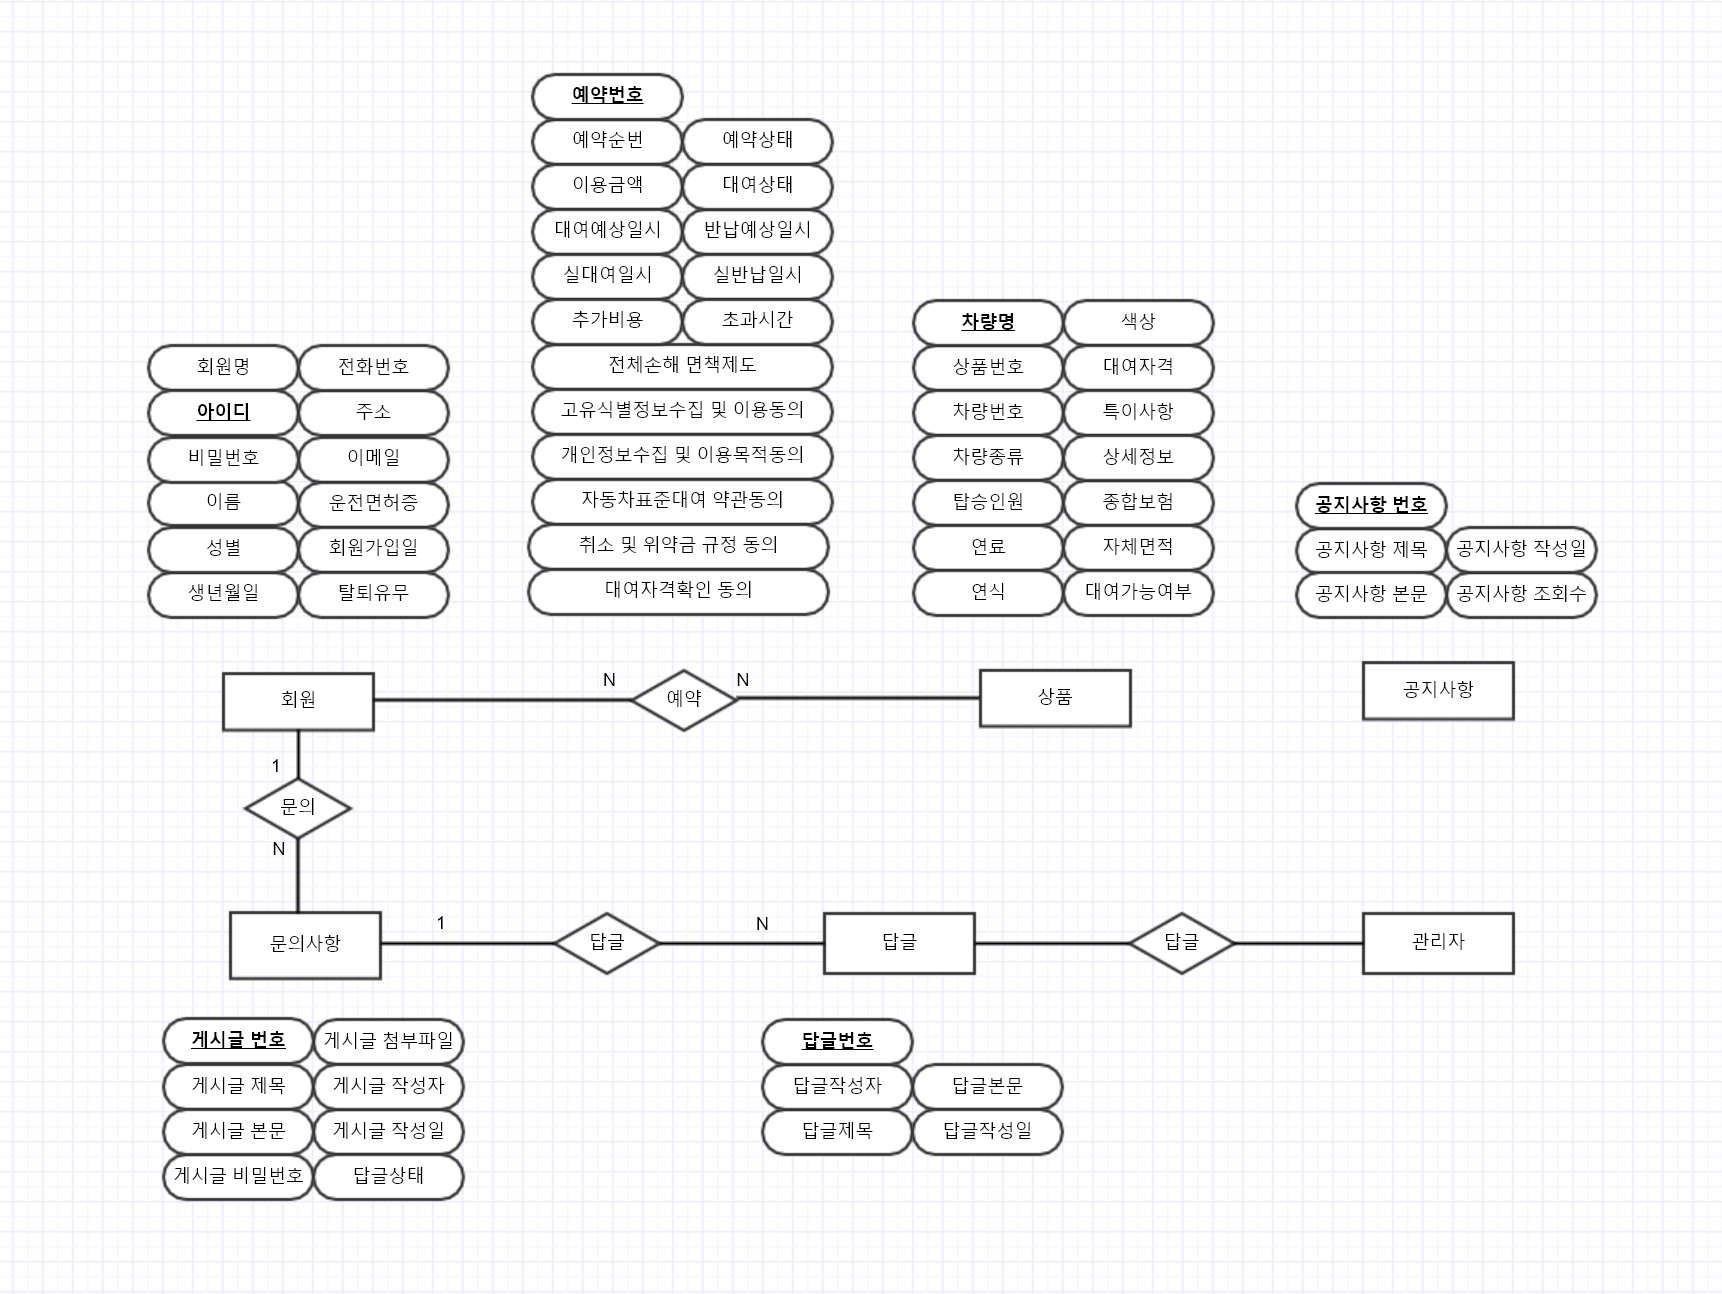 예약번호
예약순번 예약상태
이용금액 대여상태
대여예상일시 반납예상일시
실대여일시 실반납일시
추가비용 초과시간
전체손해 면책제도
고유식별정보수집 및 이용동의
개인정보수집 및 이용목적동의
자동차표준대여 약관동의
취소 및 위약금 규정 동의
대여자격확인 동의
회원명 전화번호
아이디 주소
비밀번호 이메일
이름 운전면허증
성별 회원가입일
생년월일 탈퇴유무
차량명 색상
상품번호 대여자격
차량번호 특이사항
차량종류 상세정보
탑승인원 종합보험
연료 자체면적
연식 대여가능여부
공지사항 번호
공지사항 제목 공지사항 작성일
공지사항 본문 공지사항 조회수
회원 N 예약 N 상품 공지사항
1
문의
N
문의사항 1 답글 N 답글 답글 관리자
게시글 번호 게시글 첨부파일
게시글 제목 게시글 작성자
게시글 본문 게시글 작성일
게시글 비밀번호 답글상태
답글번호
답글작성자 답글본문
답글제목 답글작성일